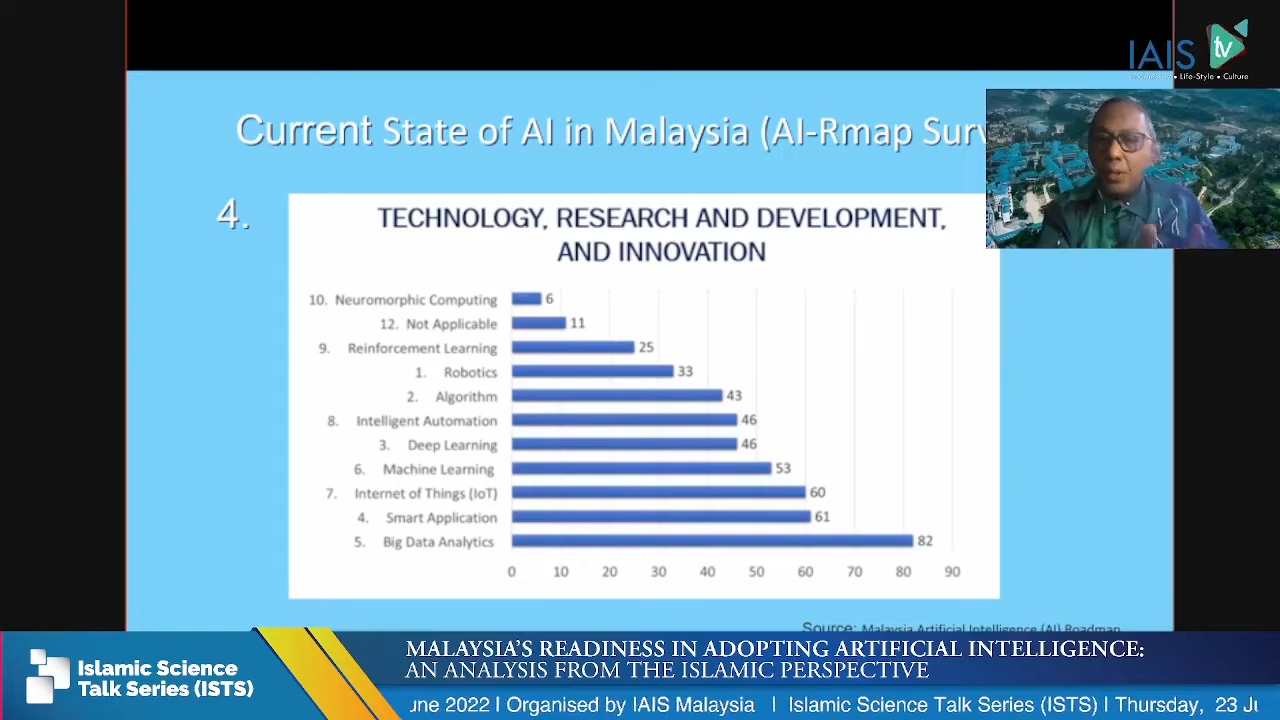 IAIS tv
• Life-Style • Culture
Current State of AI in Malaysia (AI-Rmap Surv
4.
TECHNOLOGY, RESEARCH AND DEVELOPMENT,
AND INNOVATION
10. Neuromorphic Computing 6
12. Not Applicable 11
9. Reinforcement Learning 25
1. Robotics 33
2. Algorithm 43
8. Intelligent Automation 46
3. Deep Learning 46
6. Machine Learning 53
7. Internet of Things (IoT) 60
4. Smart Application 61
5. Big Data Analytics 82
0 10 20 30 40 50 60 70 80 90
Source: Malaysia Artificial Intelligence (AI) Roadmap
MALAYSIA'S READINESS IN ADOPTING ARTIFICIAL INTELLIGENCE:
AN ANALYSIS FROM THE ISLAMIC PERSPECTIVE
Islamic Science
Talk Series (ISTS)
une 2022 I Organised by IAIS Malaysia I Islamic Science Talk Series (ISTS) I Thursday, 23 Ju